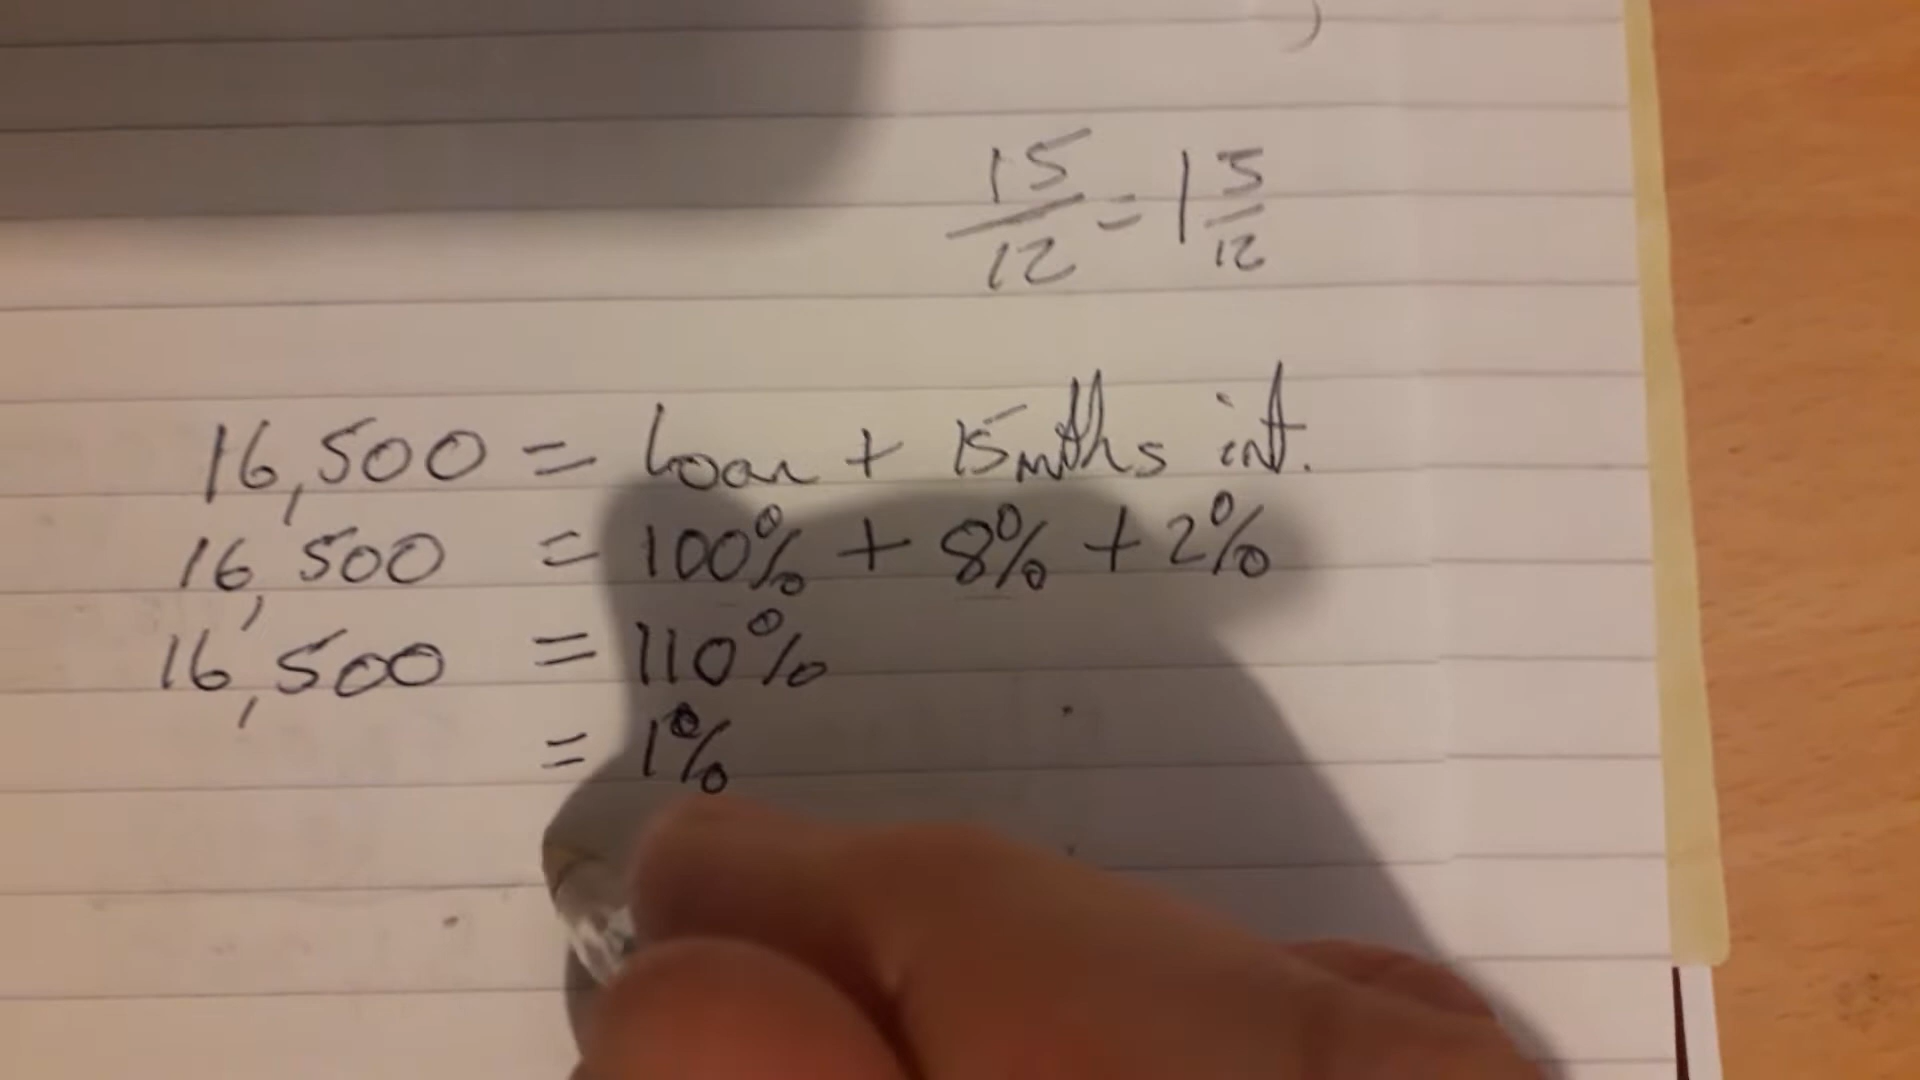 15/12 = 1 3/12
16,500 = Loan + 15mths int.
16,500 = 100% + 8% + 2%
16,500 = 110%
= 1%